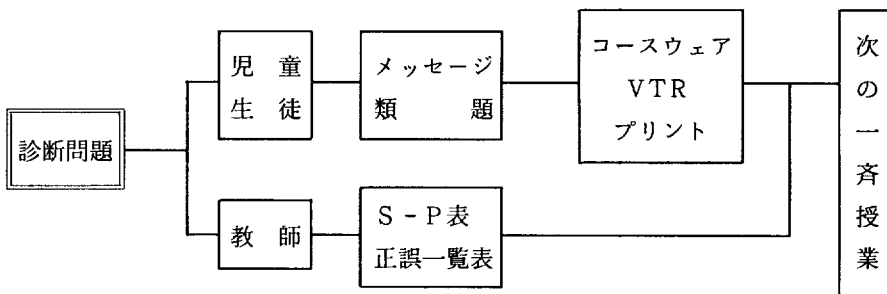 診断問題
児童
生徒
メッセージ
類題
コースウェア
VTR
プリント
教師
S-P表
正誤一覧表
次の一斉授業